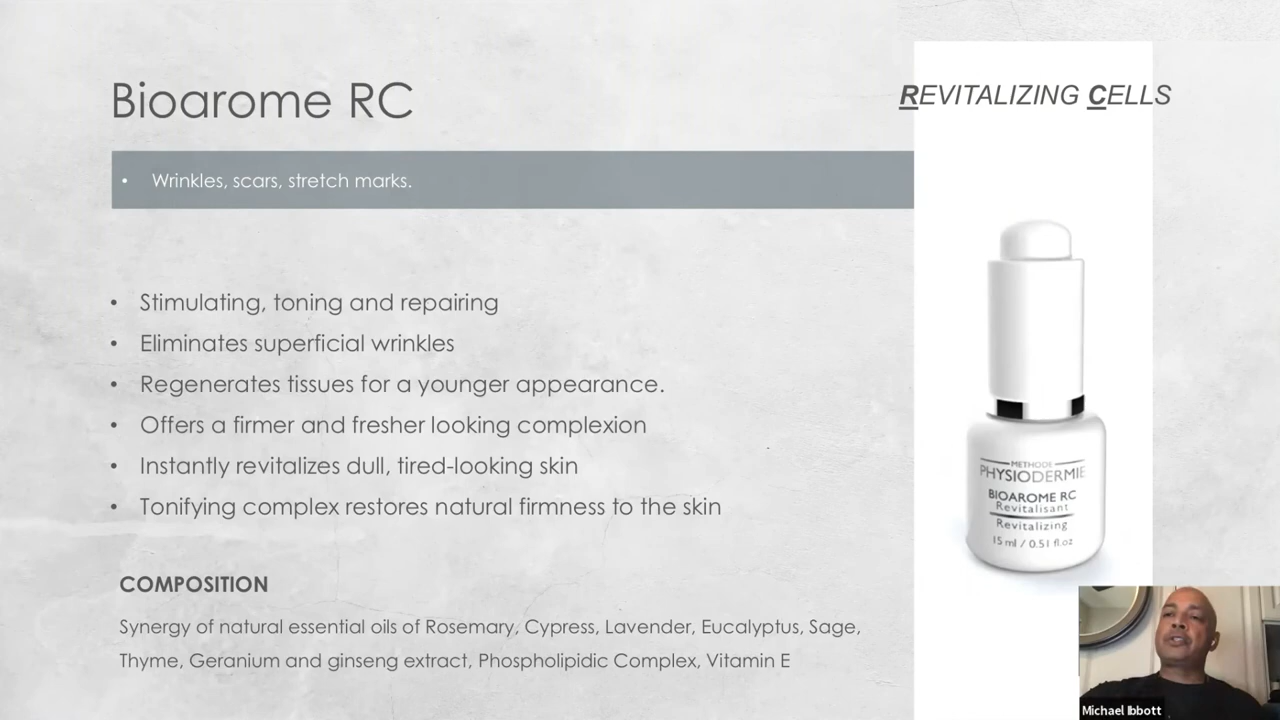 Bioarome RC
REVITALIZING CELLS
• Wrinkles, scars, stretch marks.
• Stimulating, toning and repairing
• Eliminates superficial wrinkles
• Regenerates tissues for a younger appearance.
• Offers a firmer and fresher looking complexion
• Instantly revitalizes dull, tired-looking skin
• Tonifying complex restores natural firmness to the skin
COMPOSITION
Synergy of natural essential oils of Rosemary, Cypress, Lavender, Eucalyptus, Sage,
Thyme, Geranium and ginseng extract, Phospholipidic Complex, Vitamin E
METHODE
PHYSIODERMIE
BIOAROME RC
Revitalisant
Revitalizing
15 ml / 0.51 fl.oz
Michael Ibbott